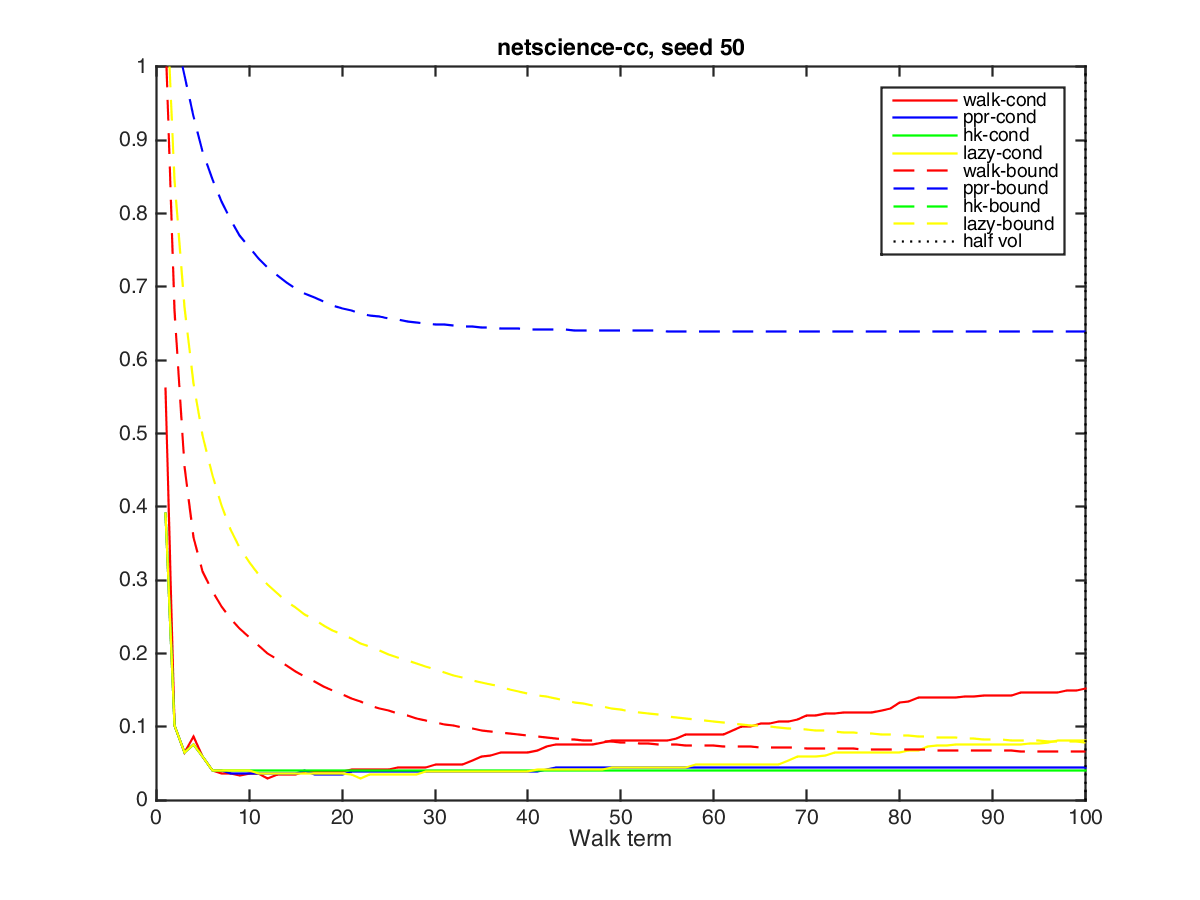 netscience-cc, seed 50
1
0.9
0.8
0.7
0.6
0.5
0.4
0.3
0.2
0.1
0
walk-cond
ppr-cond
hk-cond
lazy-cond
walk-bound
ppr-bound
hk-bound
lazy-bound
half vol
0 10 20 30 40 50 60 70 80 90 100
Walk term